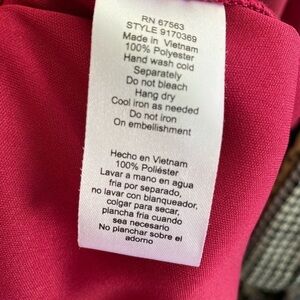 RN 67563
STYLE 9170369
Made in Vietnam
100% Polyester
Hand wash cold
Separately
Do not bleach
Hang dry
Cool iron as needed
Do not iron
On embellishment
Hecho en Vietnam
100% Poliéster
Lavar a mano en agua
fria por separado,
no lavar con blanqueador,
colgar para secar,
plancha fria cuando
sea necesario
No planchar sobre el
adorno